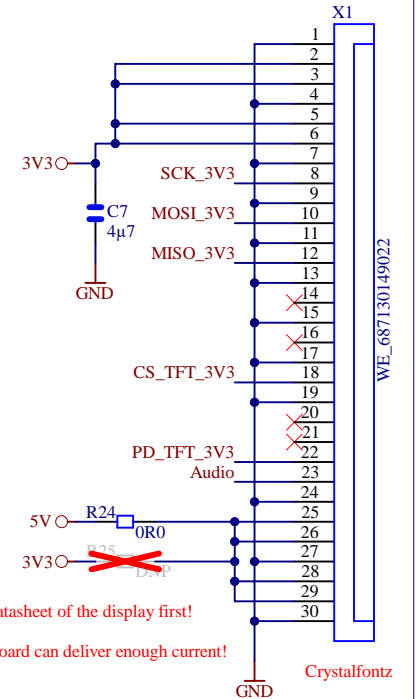 X1
1
2
3
4
5
6
3V3
7
SCK_3V3
8
9
C7
MOSI_3V3
10
4µ7
11
MISO_3V3
12
13
GND
14
15
16
17
CS_TFT_3V3
18
19
20
21
PD_TFT_3V3
22
Audio
23
24
5V
R24
0R0
25
26
3V3
R25
DNP
27
28
29
30
WE_687130149022
atasheet of the display first!
oard can deliver enough current!
Crystalfontz
GND